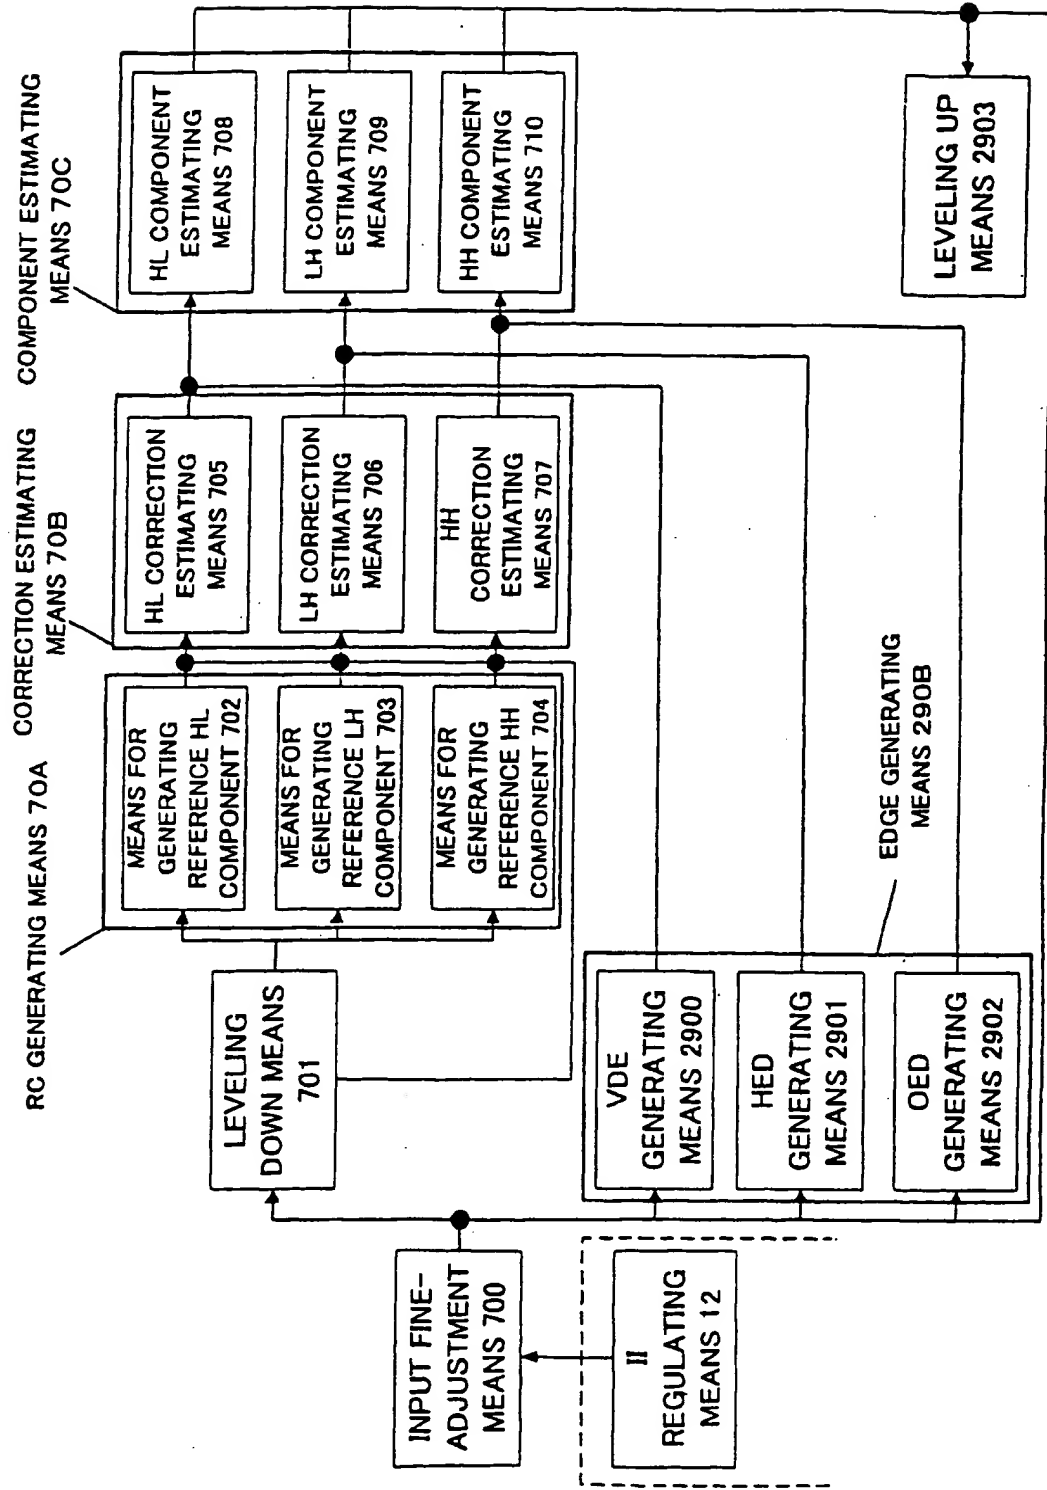 RC GENERATING MEANS 70A
CORRECTION ESTIMATING
MEANS 70B
COMPONENT ESTIMATING
MEANS 70C
MEANS FOR
GENERATING
REFERENCE HL
COMPONENT 702
HL CORRECTION
ESTIMATING
MEANS 705
HL COMPONENT
ESTIMATING
MEANS 708
LEVELING
DOWN MEANS
701
MEANS FOR
GENERATING
REFERENCE LH
COMPONENT 703
LH CORRECTION
ESTIMATING
MEANS 706
LH COMPONENT
ESTIMATING
MEANS 709
MEANS FOR
GENERATING
REFERENCE HH
COMPONENT 704
HH
CORRECTION
ESTIMATING
MEANS 707
HH COMPONENT
ESTIMATING
MEANS 710
INPUT FINE-
ADJUSTMENT
MEANS 700
II
REGULATING
MEANS 12
VDE
GENERATING
MEANS 2900
HED
GENERATING
MEANS 2901
OED
GENERATING
MEANS 2902
EDGE GENERATING
MEANS 290B
LEVELING UP
MEANS 2903